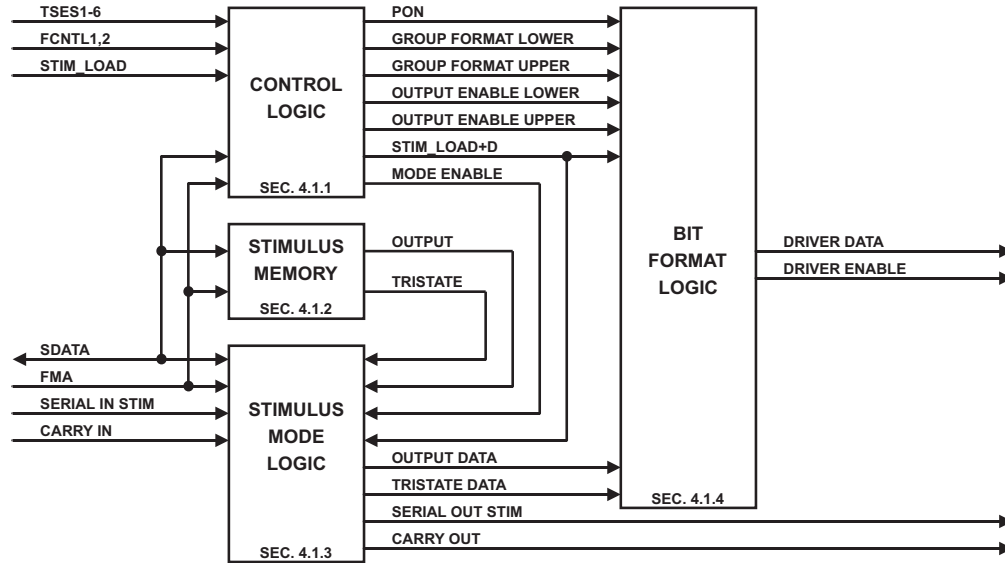 TSES1-6
FCNTL1,2
STIM_LOAD
CONTROL
LOGIC
SEC. 4.1.1
PON
GROUP FORMAT LOWER
GROUP FORMAT UPPER
OUTPUT ENABLE LOWER
OUTPUT ENABLE UPPER
STIM_LOAD+D
MODE ENABLE
STIMULUS
MEMORY
SEC. 4.1.2
OUTPUT
TRISTATE
BIT
FORMAT
LOGIC
SEC. 4.1.4
DRIVER DATA
DRIVER ENABLE
SDATA
FMA
SERIAL IN STIM
CARRY IN
STIMULUS
MODE
LOGIC
SEC. 4.1.3
OUTPUT DATA
TRISTATE DATA
SERIAL OUT STIM
CARRY OUT